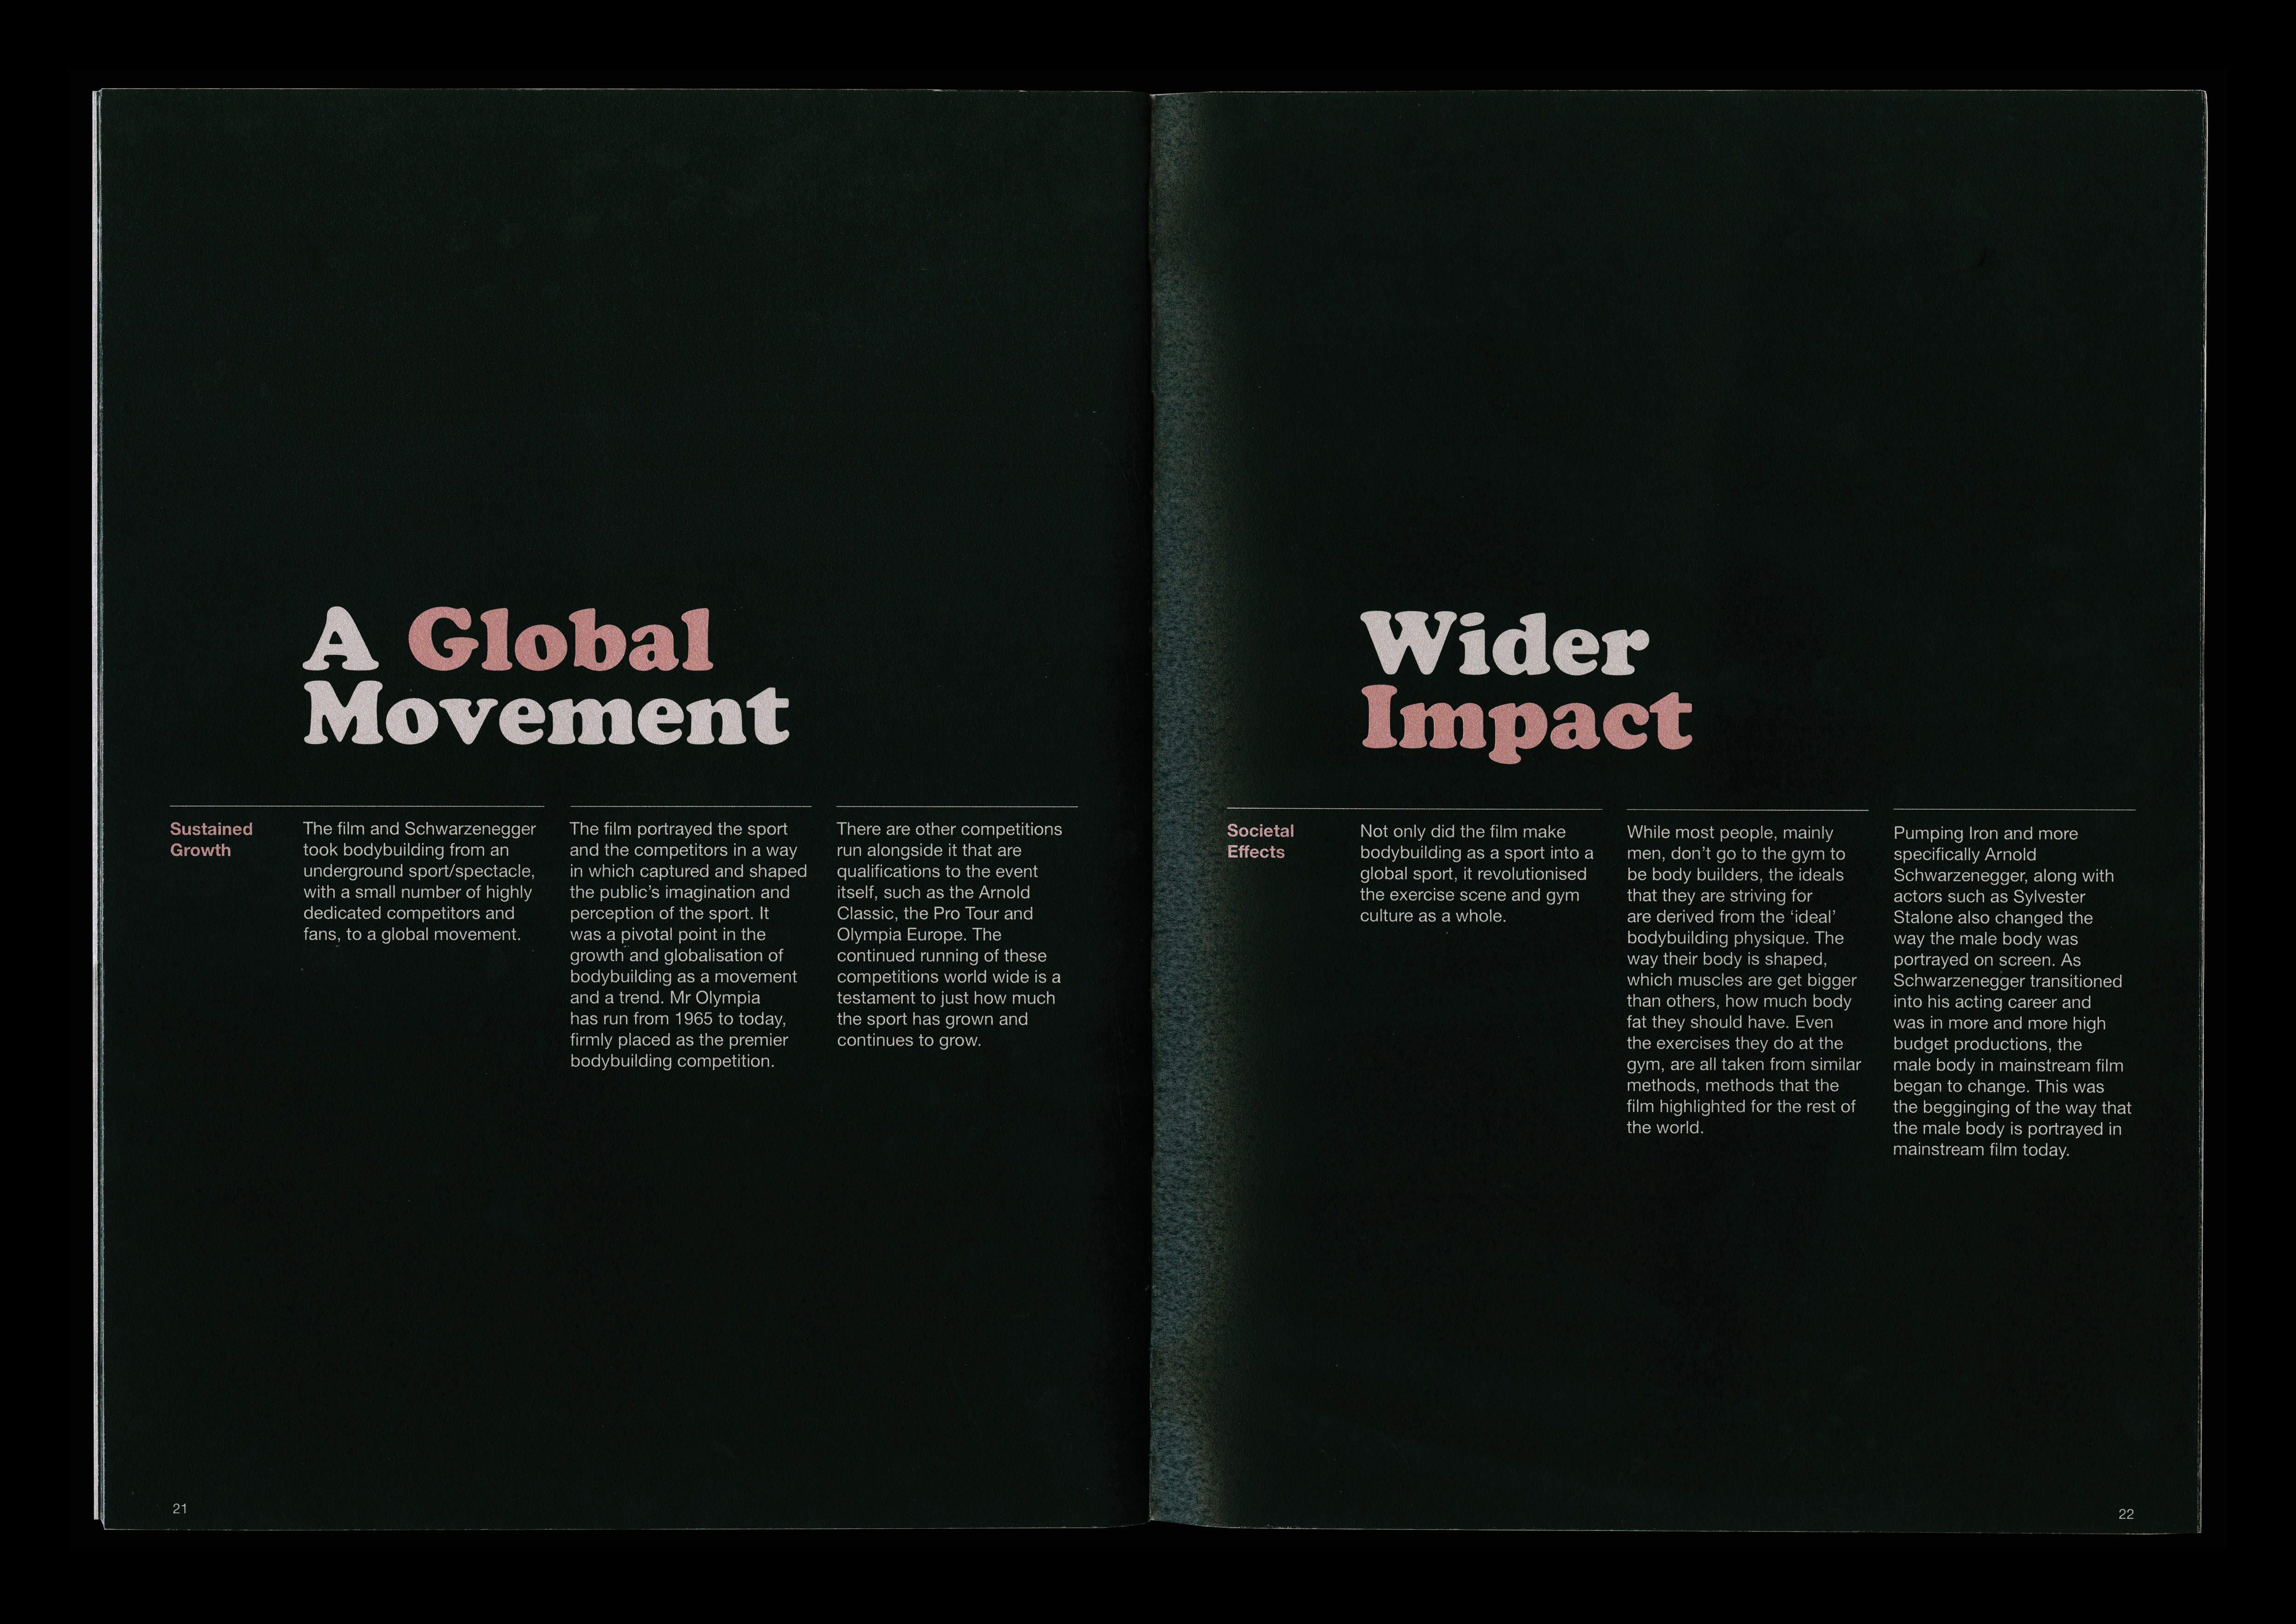 A Global
Movement
Sustained
Growth
The film and Schwarzenegger
took bodybuilding from an
underground sport/spectacle,
with a small number of highly
dedicated competitors and
fans, to a global movement.
The film portrayed the sport
and the competitors in a way
in which captured and shaped
the public's imagination and
perception of the sport. It
was a pivotal point in the
growth and globalisation of
bodybuilding as a movement
and a trend. Mr Olympia
has run from 1965 to today,
firmly placed as the premier
bodybuilding competition.
There are other competitions
run alongside it that are
qualifications to the event
itself, such as the Arnold
Classic, the Pro Tour and
Olympia Europe. The
continued running of these
competitions world wide is a
testament to just how much
the sport has grown and
continues to grow.
21
Wider
Impact
Societal
Effects
Not only did the film make
bodybuilding as a sport into a
global sport, it revolutionised
the exercise scene and gym
culture as a whole.
While most people, mainly
men, don't go to the gym to
be body builders, the ideals
that they are striving for
are derived from the ‘ideal’
bodybuilding physique. The
way their body is shaped,
which muscles are get bigger
than others, how much body
fat they should have. Even
the exercises they do at the
gym, are all taken from similar
methods, methods that the
film highlighted for the rest of
the world.
Pumping Iron and more
specifically Arnold
Schwarzenegger, along with
actors such as Sylvester
Stalone also changed the
way the male body was
portrayed on screen. As
Schwarzenegger transitioned
into his acting career and
was in more and more high
budget productions, the
male body in mainstream film
began to change. This was
the begginging of the way that
the male body is portrayed in
mainstream film today.
22